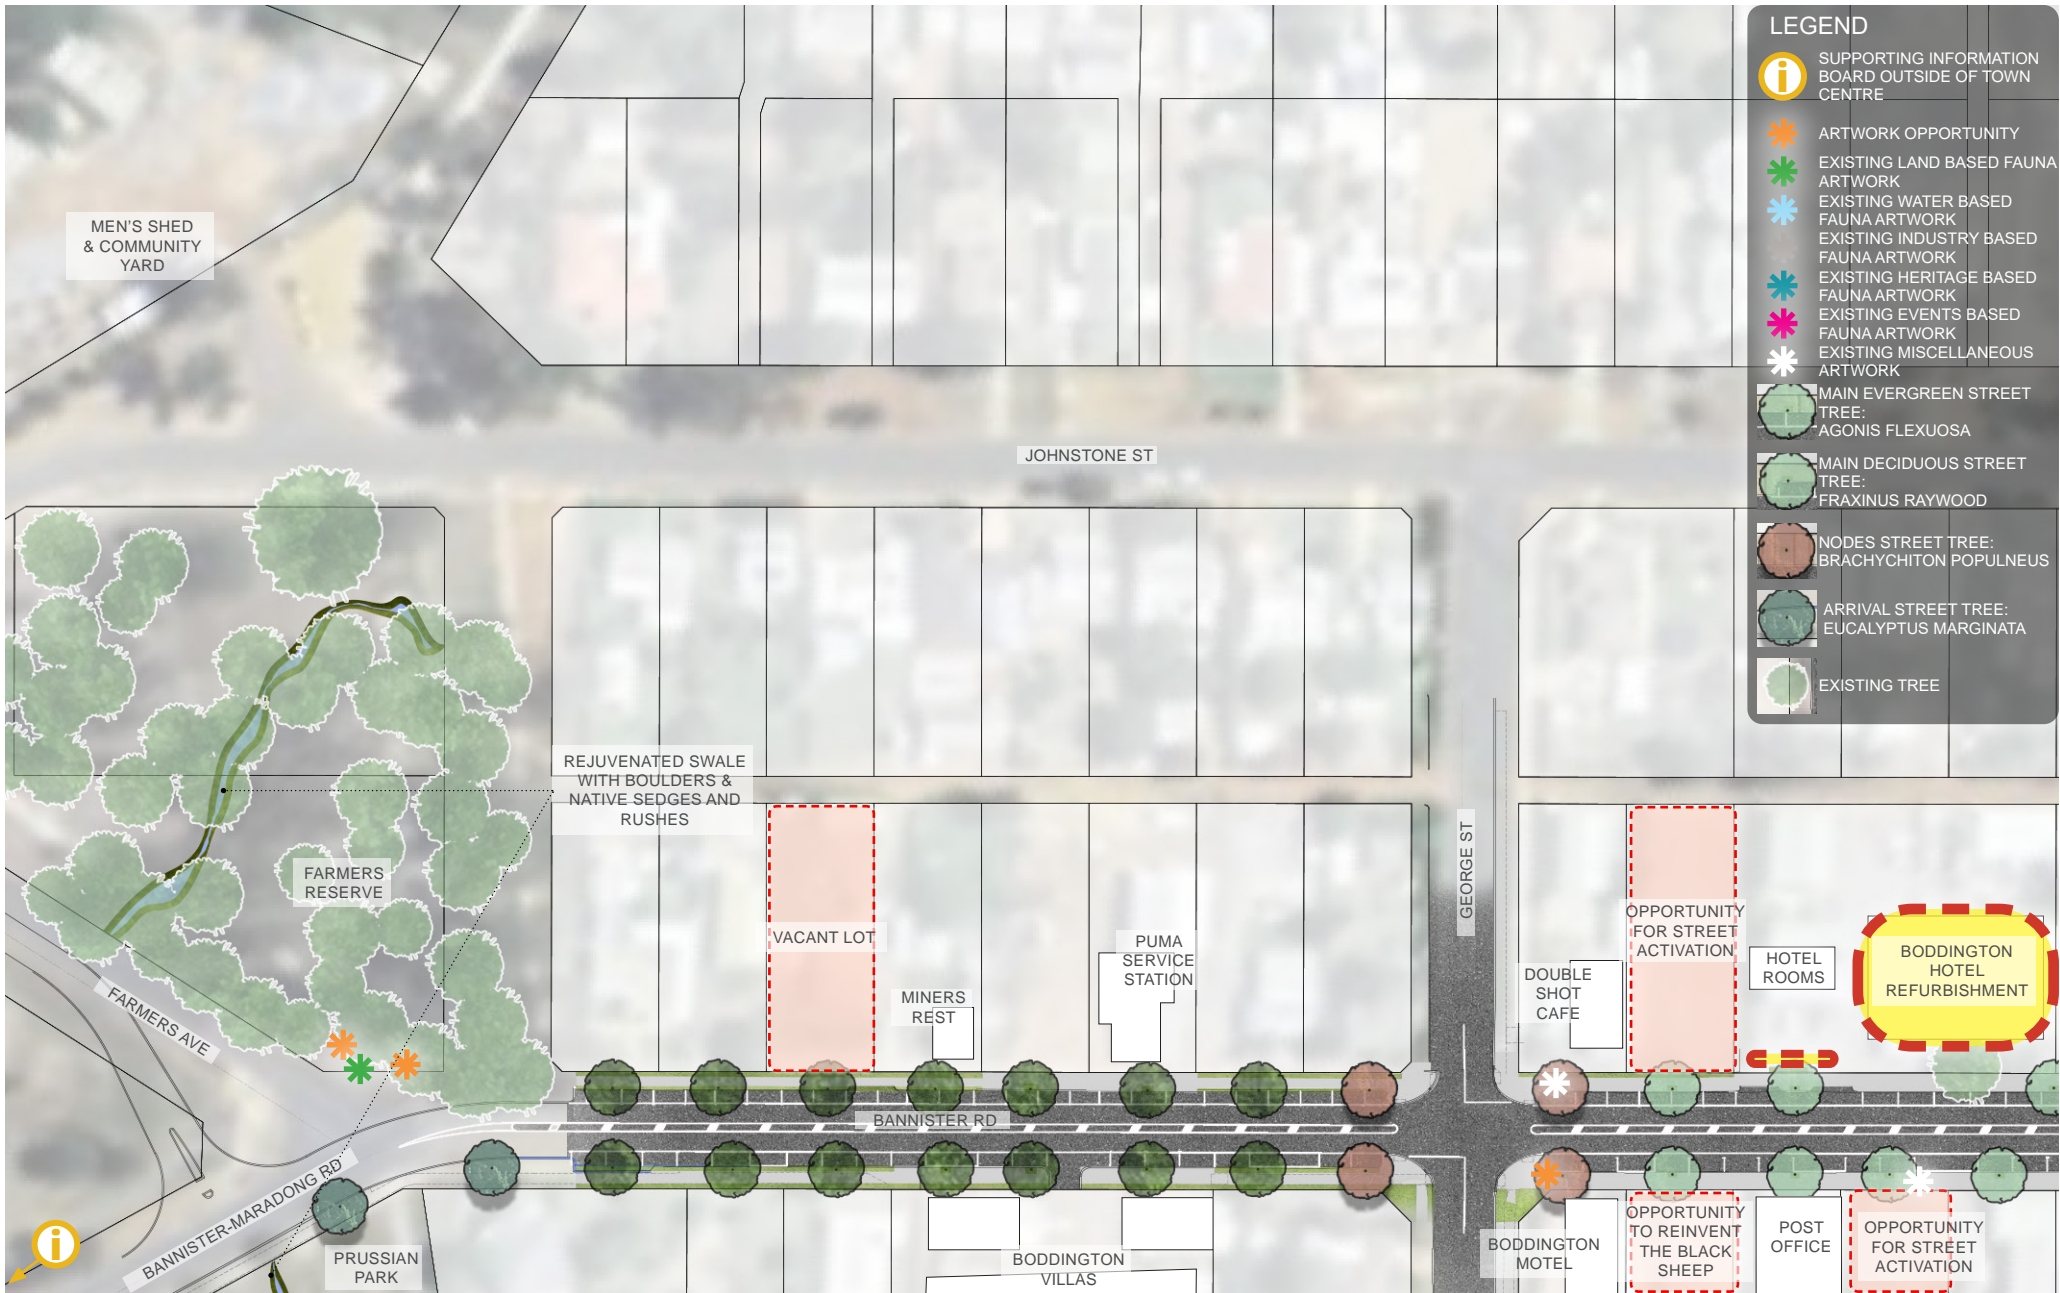 LEGEND
SUPPORTING INFORMATION
BOARD OUTSIDE OF TOWN
CENTRE
ARTWORK OPPORTUNITY
EXISTING LAND BASED FAUNA
ARTWORK
EXISTING WATER BASED
FAUNA ARTWORK
EXISTING INDUSTRY BASED
FAUNA ARTWORK
EXISTING HERITAGE BASED
FAUNA ARTWORK
EXISTING EVENTS BASED
FAUNA ARTWORK
EXISTING MISCELLANEOUS
ARTWORK
MAIN EVERGREEN STREET
TREE:
AGONIS FLEXUOSA
MAIN DECIDUOUS STREET
TREE:
FRAXINUS RAYWOOD
NODES STREET TREE:
BRACHYCHITON POPULNEUS
ARRIVAL STREET TREE:
EUCALYPTUS MARGINATA
EXISTING TREE
MEN'S SHED
& COMMUNITY
YARD
JOHNSTONE ST
REJUVENATED SWALE
WITH BOULDERS &
NATIVE SEDGES AND
RUSHES
FARMERS
RESERVE
VACANT LOT
MINERS
REST
PUMA
SERVICE
STATION
GEORGE ST
DOUBLE
SHOT
CAFE
OPPORTUNITY
FOR STREET
ACTIVATION
HOTEL
ROOMS
BODDINGTON
HOTEL
REFURBISHMENT
FARMERS AVE
BANNISTER RD
BANNISTER-MARADONG RD
PRUSSIAN
PARK
BODDINGTON
VILLAS
BODDINGTON
MOTEL
OPPORTUNITY
TO REINVENT
THE BLACK
SHEEP
POST
OFFICE
OPPORTUNITY
FOR STREET
ACTIVATION